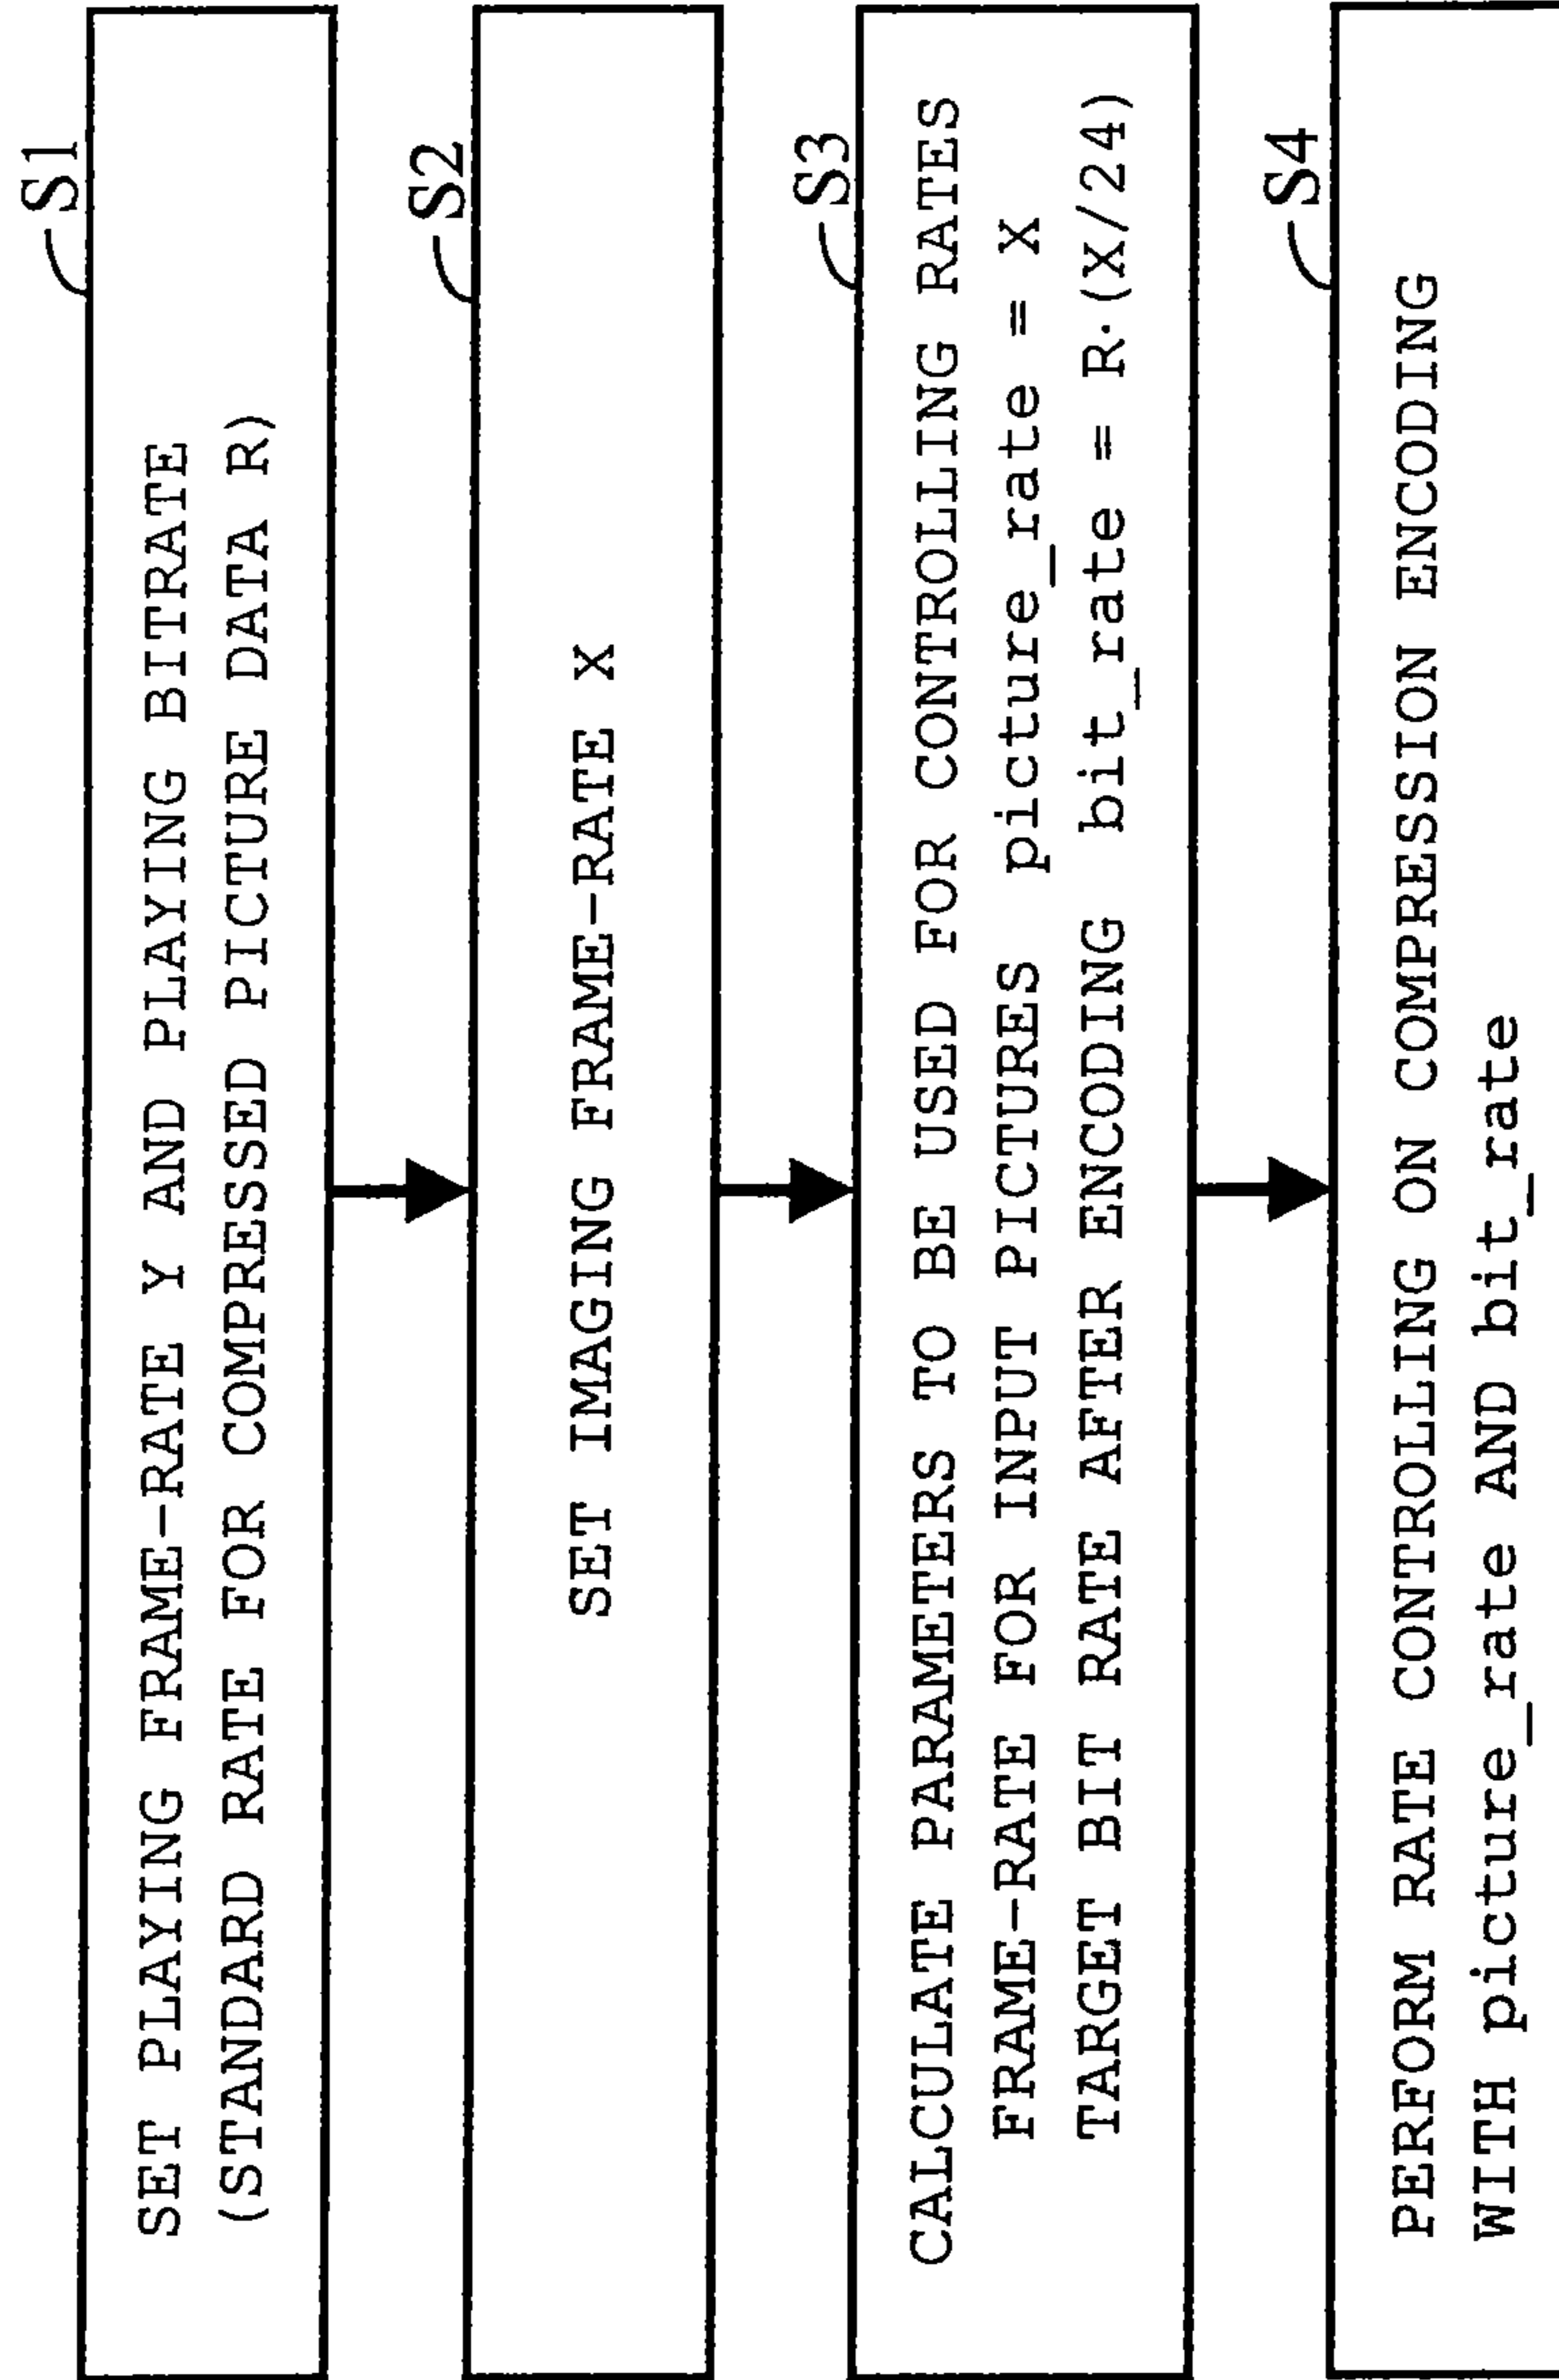 S1
SET PLAYING FRAME-RATE Y AND PLAYING BITRATE
(STANDARD RATE FOR COMPRESSED PICTURE DATA R)
S2
SET IMAGING FRAME-RATE X
S3
CALCULATE PARAMETERS TO BE USED FOR CONTROLLING RATES
FRAME-RATE FOR INPUT PICTURES picture_rate = X
TARGET BIT RATE AFTER ENCODING bit_rate = R·(X/24)
S4
PERFORM RATE CONTROLLING ON COMPRESSION ENCODING
WITH picture_rate AND bit_rate